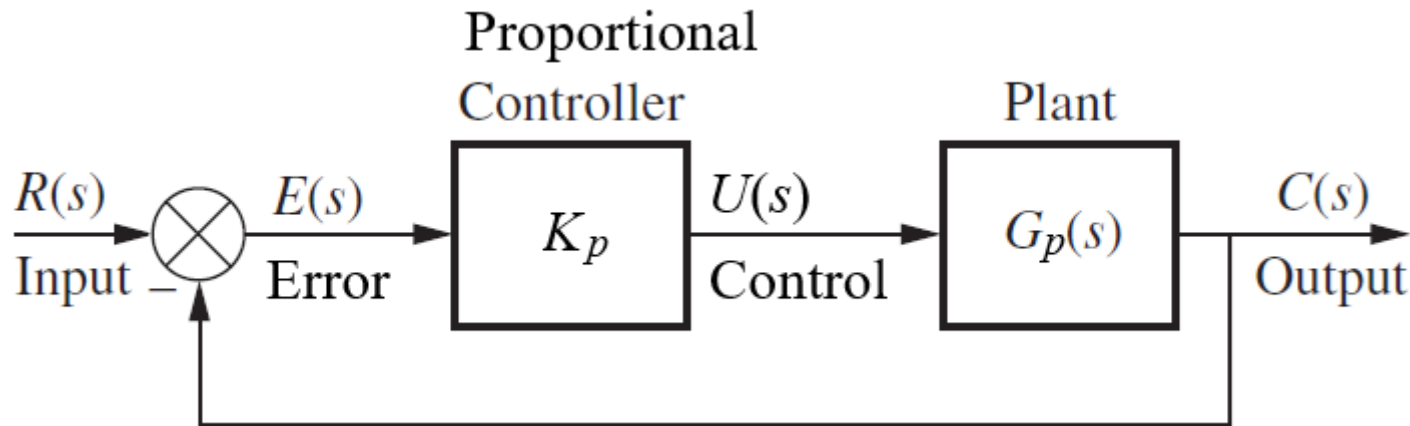 Proportional
Controller
Plant
R(s)
E(s)
U(s)
C(s)
K_p
G_p(s)
Input
–
Error
Control
Output